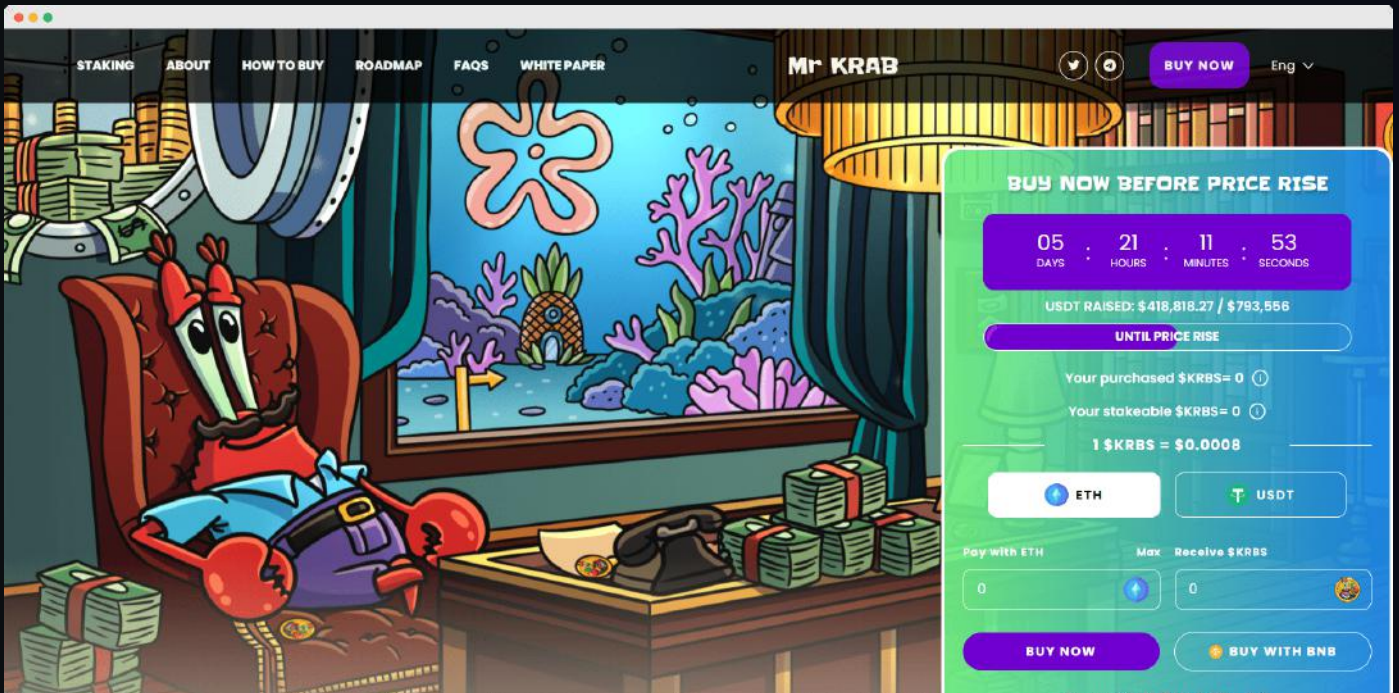 STAKING ABOUT HOW TO BUY ROADMAP FAQS WHITE PAPER Mr KRAB BUY NOW Eng
BUY NOW BEFORE PRICE RISE
05 : 21 : 11 : 53
DAYS HOURS MINUTES SECONDS
USDT RAISED: $418,818.27 / $793,556
UNTIL PRICE RISE
Your purchased $KRBS= 0
Your stakeable $KRBS= 0
1 $KRBS = $0.0008
ETH USDT
Pay with ETH Max Receive $KRBS
0 0
BUY NOW BUY WITH BNB